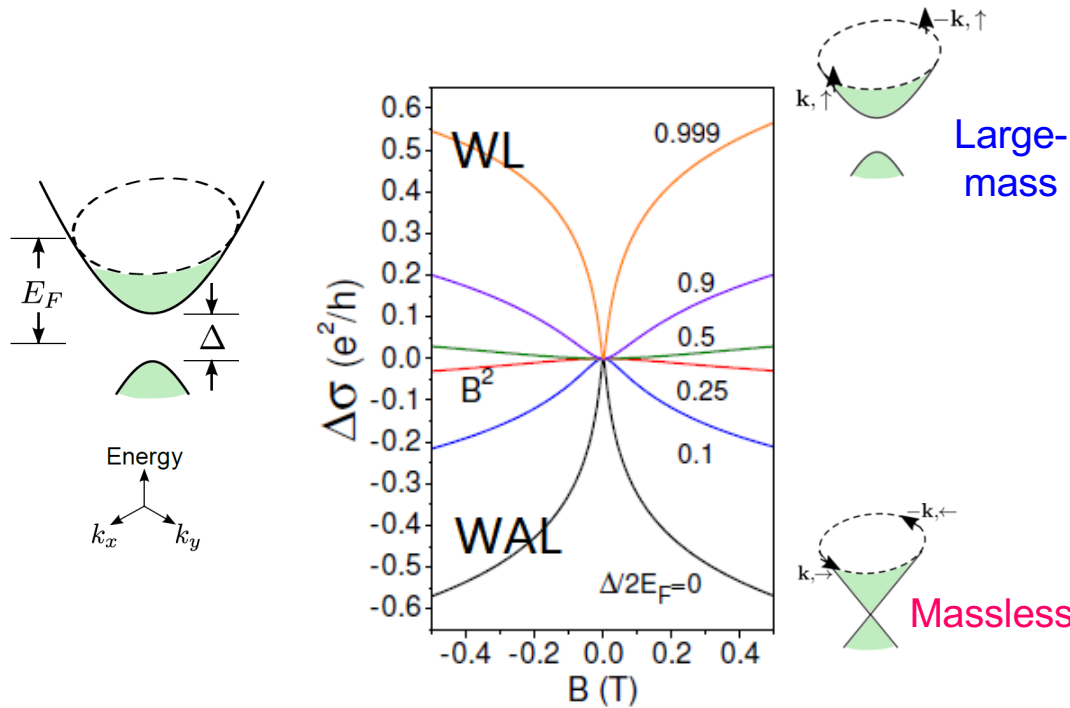 E_F
Δ
Energy
k_x
k_y
Δσ (e²/h)
0.6
0.5
0.4
0.3
0.2
0.1
0.0
-0.1
-0.2
-0.3
-0.4
-0.5
-0.6
WL
0.999
0.9
0.5
B²
0.25
0.1
WAL
Δ/2E_F=0
-0.4 -0.2 0.0 0.2 0.4
B (T)
−k,↑
k,↑
Large-
mass
−k,←
k,→
Massless